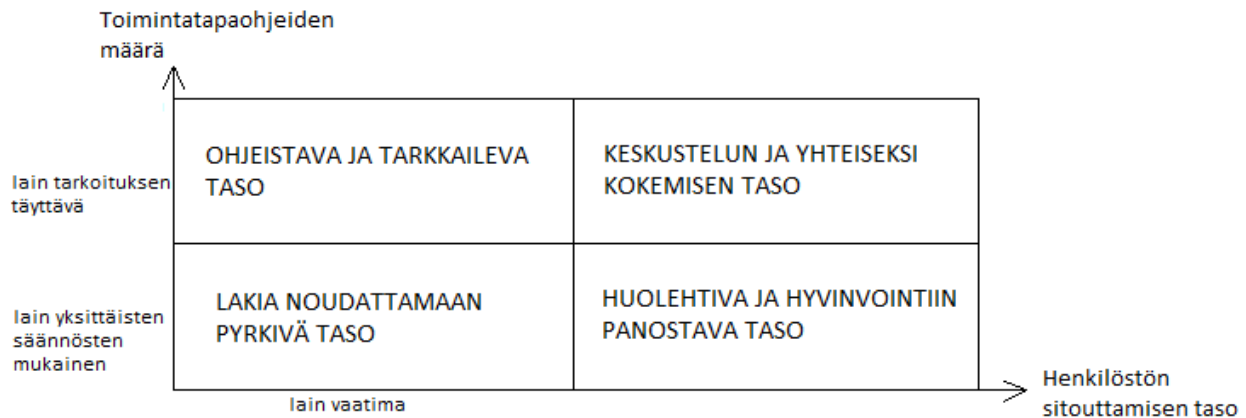 Toimintatapaohjeiden
määrä
OHJEISTAVA JA TARKKAILEVA
TASO
KESKUSTELUN JA YHTEISEKSI
KOKEMISEN TASO
lain tarkoituksen
täyttävä
LAKIA NOUDATTAMAAN
PYRKIVÄ TASO
HUOLEHTIVA JA HYVINVOINTIIN
PANOSTAVA TASO
lain yksittäisten
säännösten
mukainen
lain vaatima
Henkilöstön
sitouttamisen taso